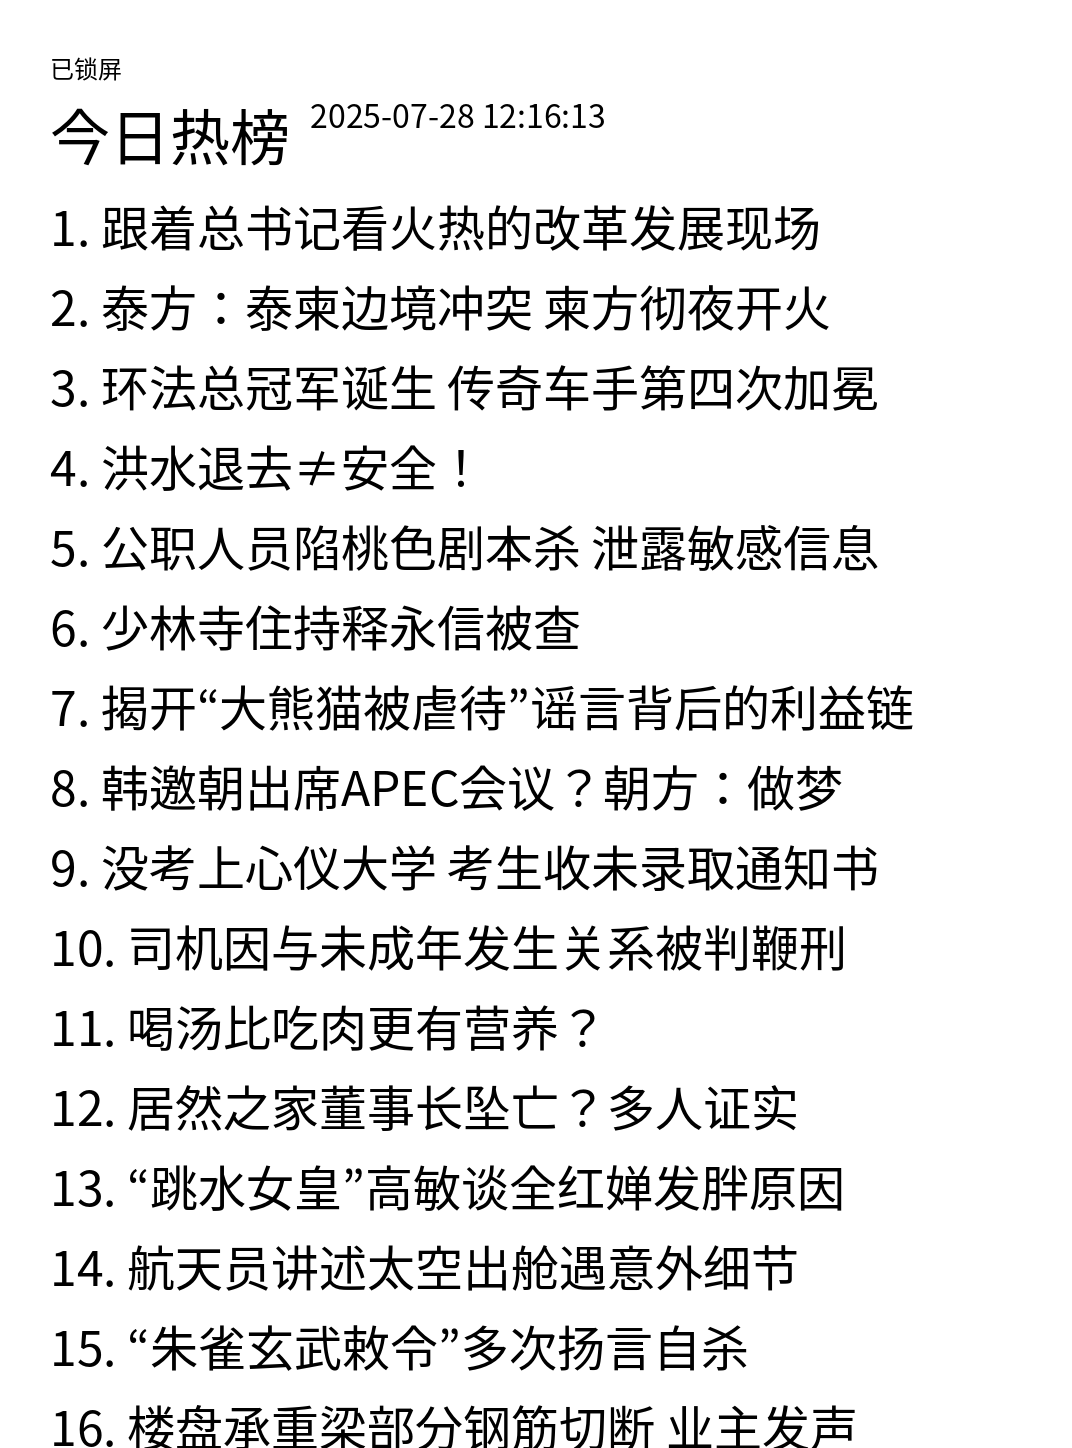 已锁屏
今日热榜 2025-07-28 12:16:13
1. 跟着总书记看火热的改革发展现场
2. 泰方：泰柬边境冲突 柬方彻夜开火
3. 环法总冠军诞生 传奇车手第四次加冕
4. 洪水退去≠安全！
5. 公职人员陷桃色剧本杀 泄露敏感信息
6. 少林寺住持释永信被查
7. 揭开“大熊猫被虐待”谣言背后的利益链
8. 韩邀朝出席APEC会议？朝方：做梦
9. 没考上心仪大学 考生收未录取通知书
10. 司机因与未成年发生关系被判鞭刑
11. 喝汤比吃肉更有营养？
12. 居然之家董事长坠亡？多人证实
13. “跳水女皇”高敏谈全红婵发胖原因
14. 航天员讲述太空出舱遇意外细节
15. “朱雀玄武敕令”多次扬言自杀
16. 楼盘承重梁部分钢筋切断 业主发声